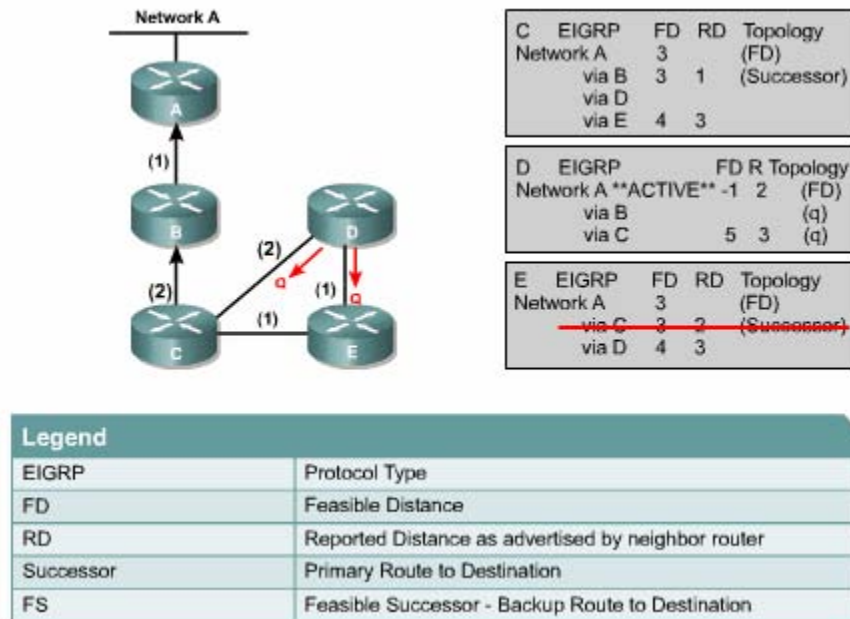 Network A
A
(1)
B
D
(2)
(2)
q
(1)
q
(1)
C
E
C EIGRP FD RD Topology
Network A 3 (FD)
via B 3 1 (Successor)
via D
via E 4 3
D EIGRP FD R Topology
Network A **ACTIVE** -1 2 (FD)
via B (q)
via C 5 3 (q)
E EIGRP FD RD Topology
Network A 3 (FD)
via C 3 2 (Successor)
via D 4 3
Legend
EIGRP Protocol Type
FD Feasible Distance
RD Reported Distance as advertised by neighbor router
Successor Primary Route to Destination
FS Feasible Successor - Backup Route to Destination